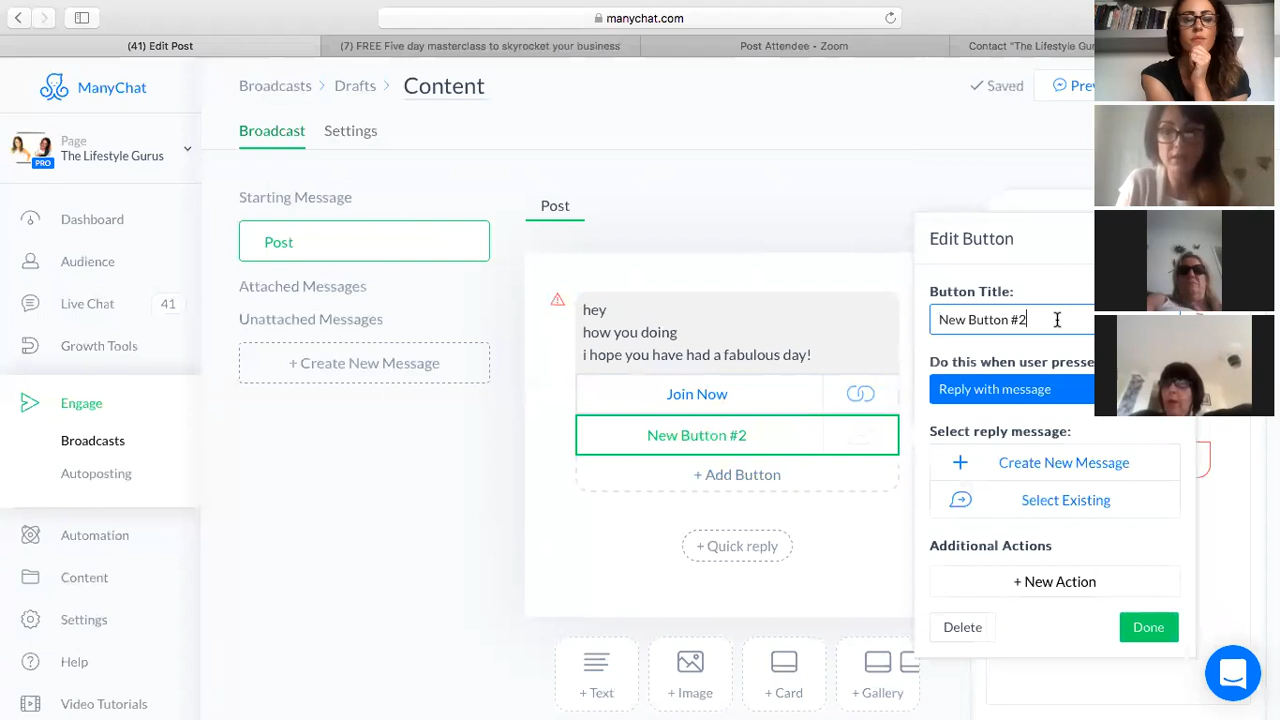 manychat.com
(41) Edit Post
(7) FREE Five day masterclass to skyrocket your business
Post Attendee - Zoom
Contact "The Lifestyle Gu
ManyChat
Broadcasts
Drafts
Content
Saved
Prev
Page
The Lifestyle Gurus
PRO
Broadcast
Settings
Dashboard
Audience
Live Chat
41
Growth Tools
Engage
Broadcasts
Autoposting
Automation
Content
Settings
Help
Video Tutorials
Starting Message
Post
Attached Messages
Unattached Messages
+ Create New Message
Post
hey
how you doing
i hope you have had a fabulous day!
Join Now
New Button #2
+ Add Button
+ Quick reply
+ Text
+ Image
+ Card
+ Gallery
Edit Button
Button Title:
New Button #2
Do this when user presse
Reply with message
Select reply message:
Create New Message
Select Existing
Additional Actions
+ New Action
Delete
Done